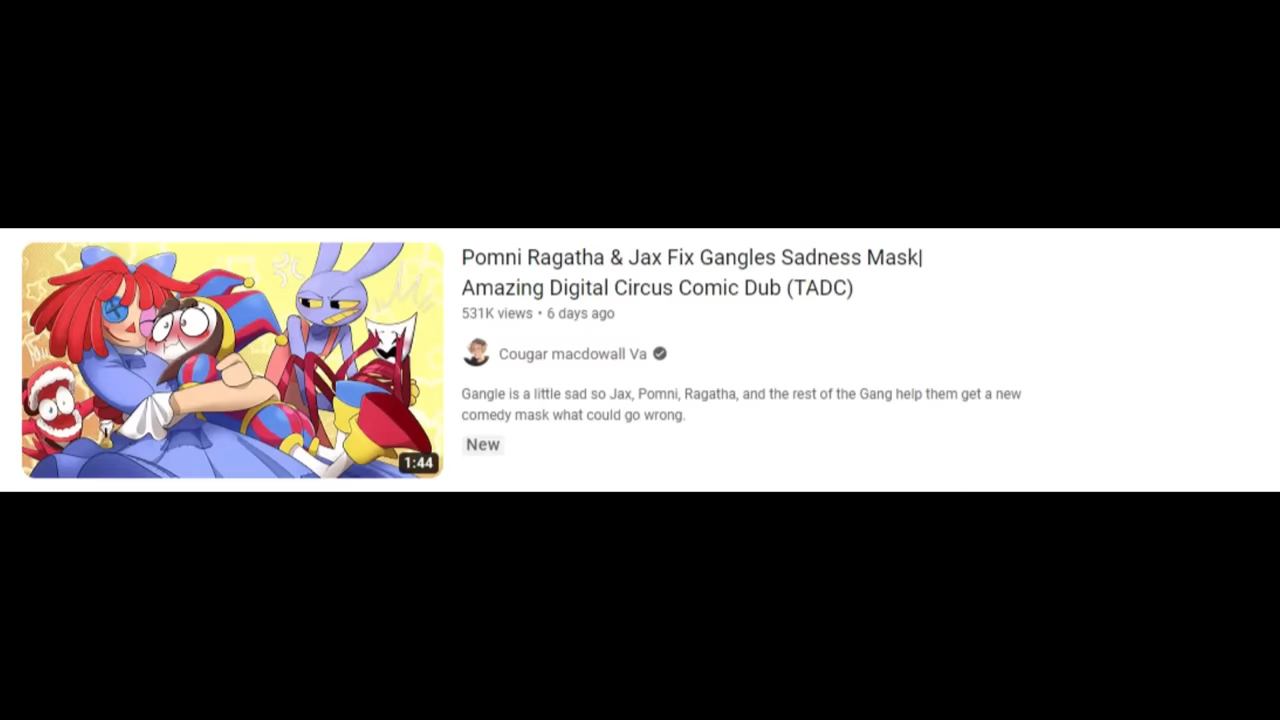 Pomni Ragatha & Jax Fix Gangles Sadness Mask|
Amazing Digital Circus Comic Dub (TADC)
531K views • 6 days ago
Cougar macdowall Va
Gangle is a little sad so Jax, Pomni, Ragatha, and the rest of the Gang help them get a new
comedy mask what could go wrong.
New
1:44